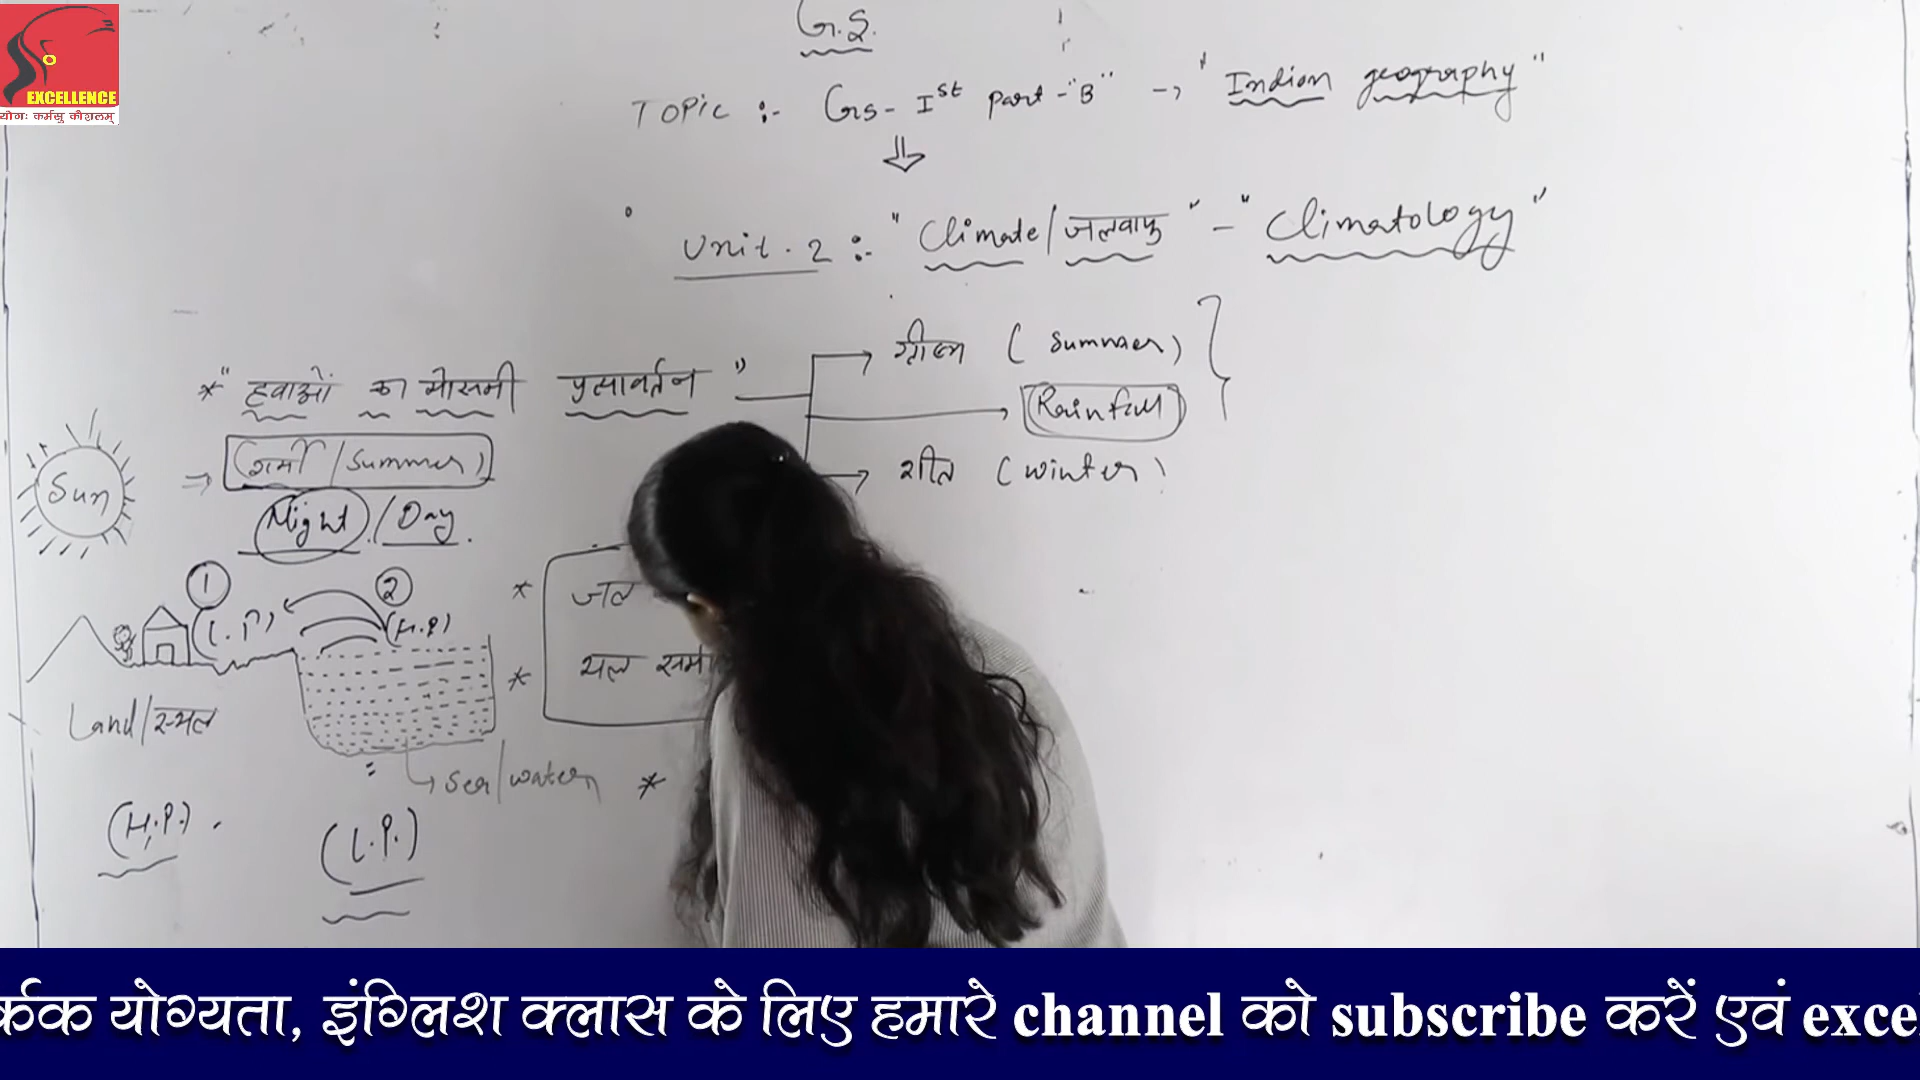 EXCELLENCE
योगः कर्मसु कौशलम्
G.S.
TOPIC :- GS- Ist part - "B" → "Indian geography"
Unit. 2 :- "Climate/जलवायु" - "Climatology"
ग्रीष्म (Summer)
* "हवाओं का मौसमी प्रत्यावर्तन"
Rainfall
Sun
(गर्मी/Summer)
शीत (Winter)
Night/Day.
1
2
(L.P)
(H.P)
* जल
* थल समी
Land/स्थल
Sea/water
*
(H.P.).
(L.P.)
योग्यता, इंग्लिश क्लास के लिए हमारे channel को subscribe करें एवं excel